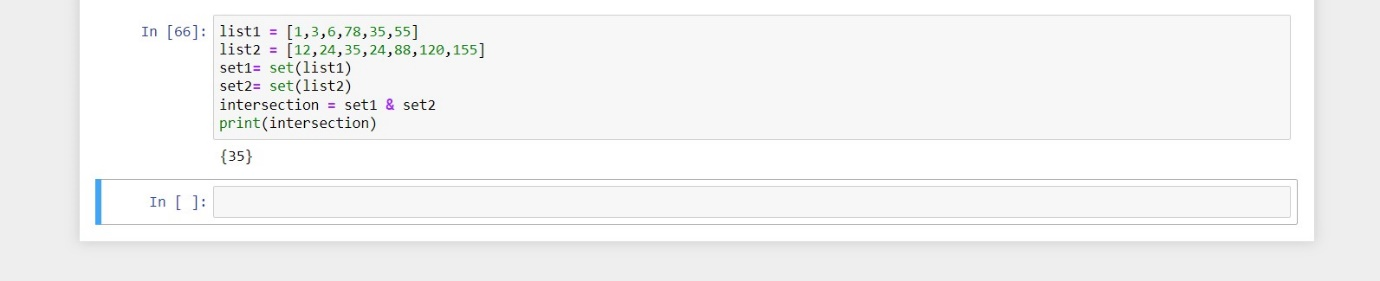 In [66]: list1 = [1,3,6,78,35,55]
list2 = [12,24,35,24,88,120,155]
set1= set(list1)
set2= set(list2)
intersection = set1 & set2
print(intersection)
{35}
In [ ]: